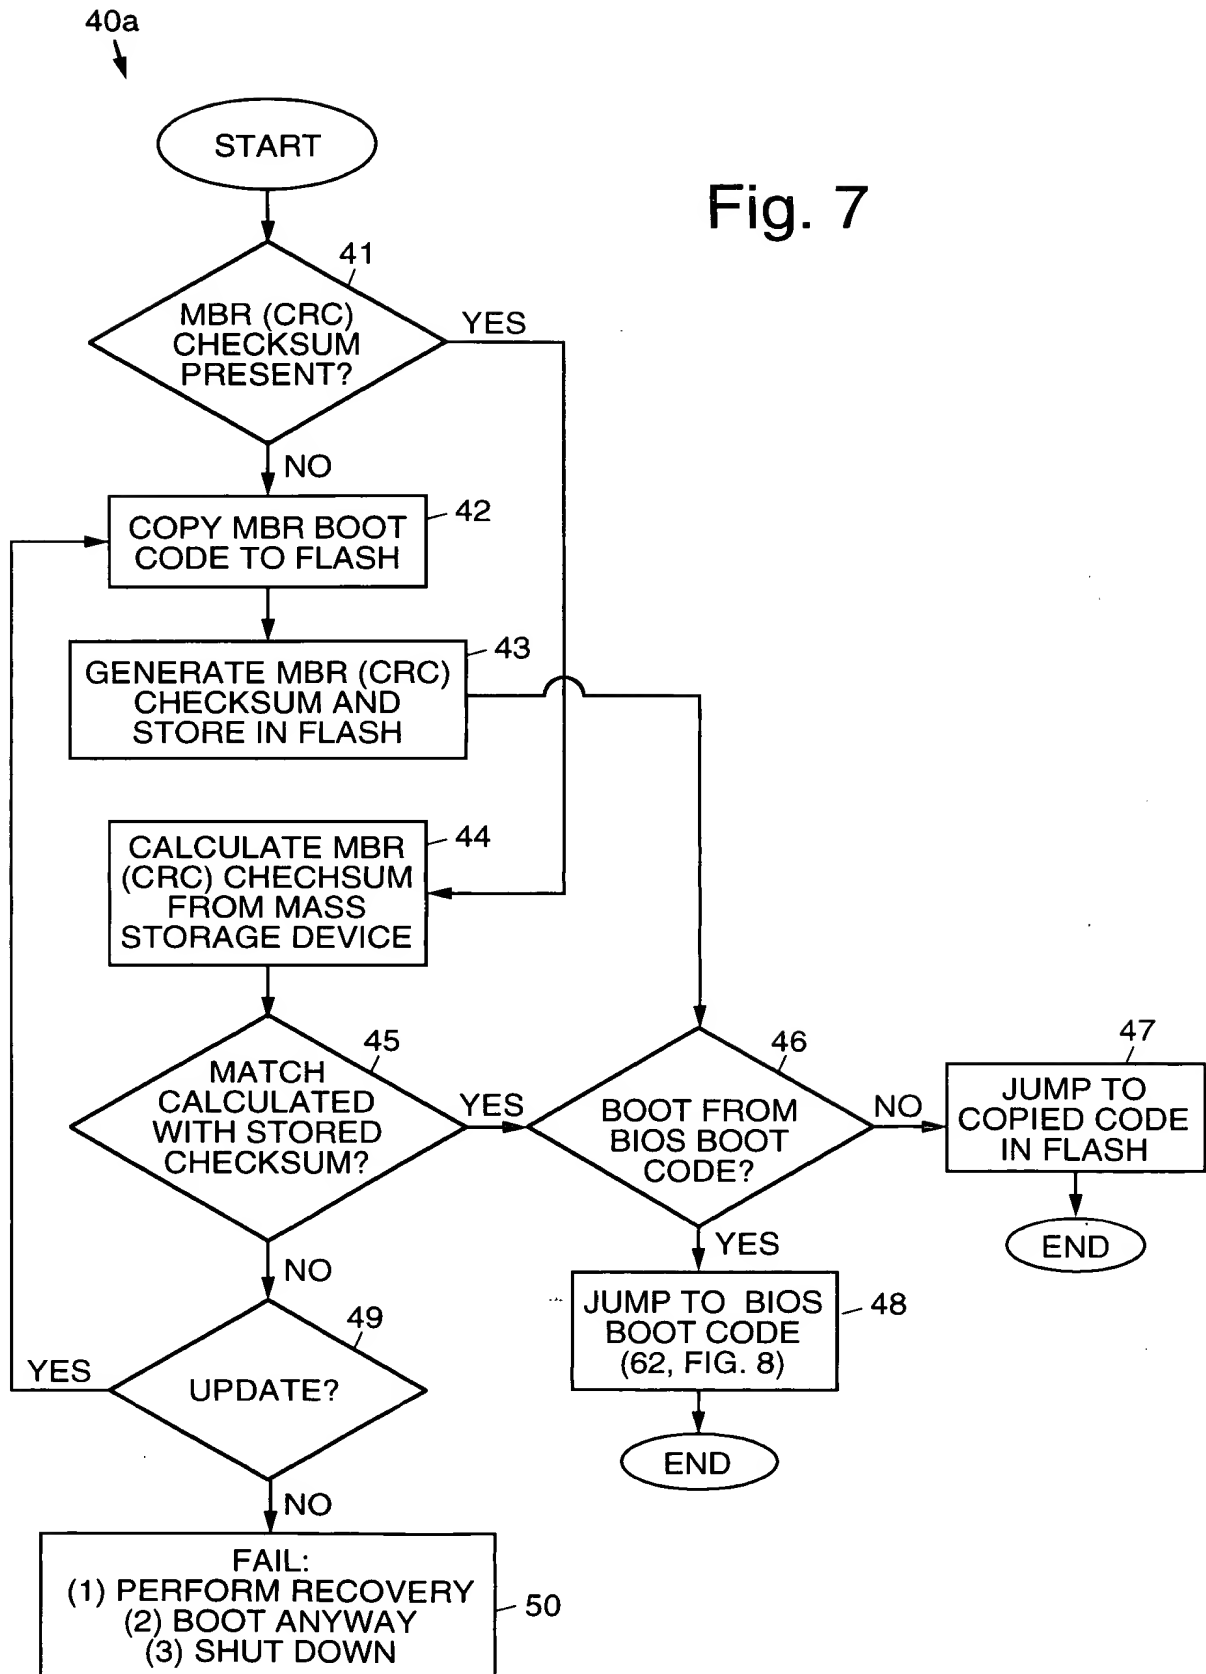 40a
START
Fig. 7
41
MBR (CRC)
CHECKSUM
PRESENT?
YES
NO
42
COPY MBR BOOT
CODE TO FLASH
43
GENERATE MBR (CRC)
CHECKSUM AND
STORE IN FLASH
44
CALCULATE MBR
(CRC) CHECHSUM
FROM MASS
STORAGE DEVICE
45
MATCH
CALCULATED
WITH STORED
CHECKSUM?
YES
46
BOOT FROM
BIOS BOOT
CODE?
NO
47
JUMP TO
COPIED CODE
IN FLASH
END
YES
JUMP TO BIOS
BOOT CODE
(62, FIG. 8)
48
END
NO
49
UPDATE?
YES
NO
FAIL:
(1) PERFORM RECOVERY
(2) BOOT ANYWAY
(3) SHUT DOWN
50